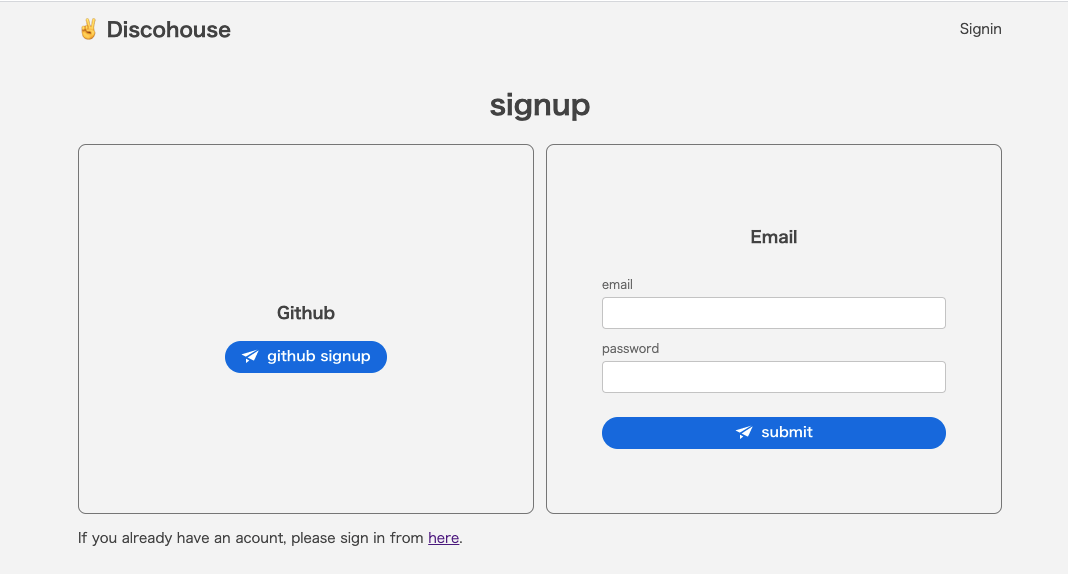 ✌️ Discohouse
Signin
signup
Github
github signup
Email
email
password
submit
If you already have an acount, please sign in from here.